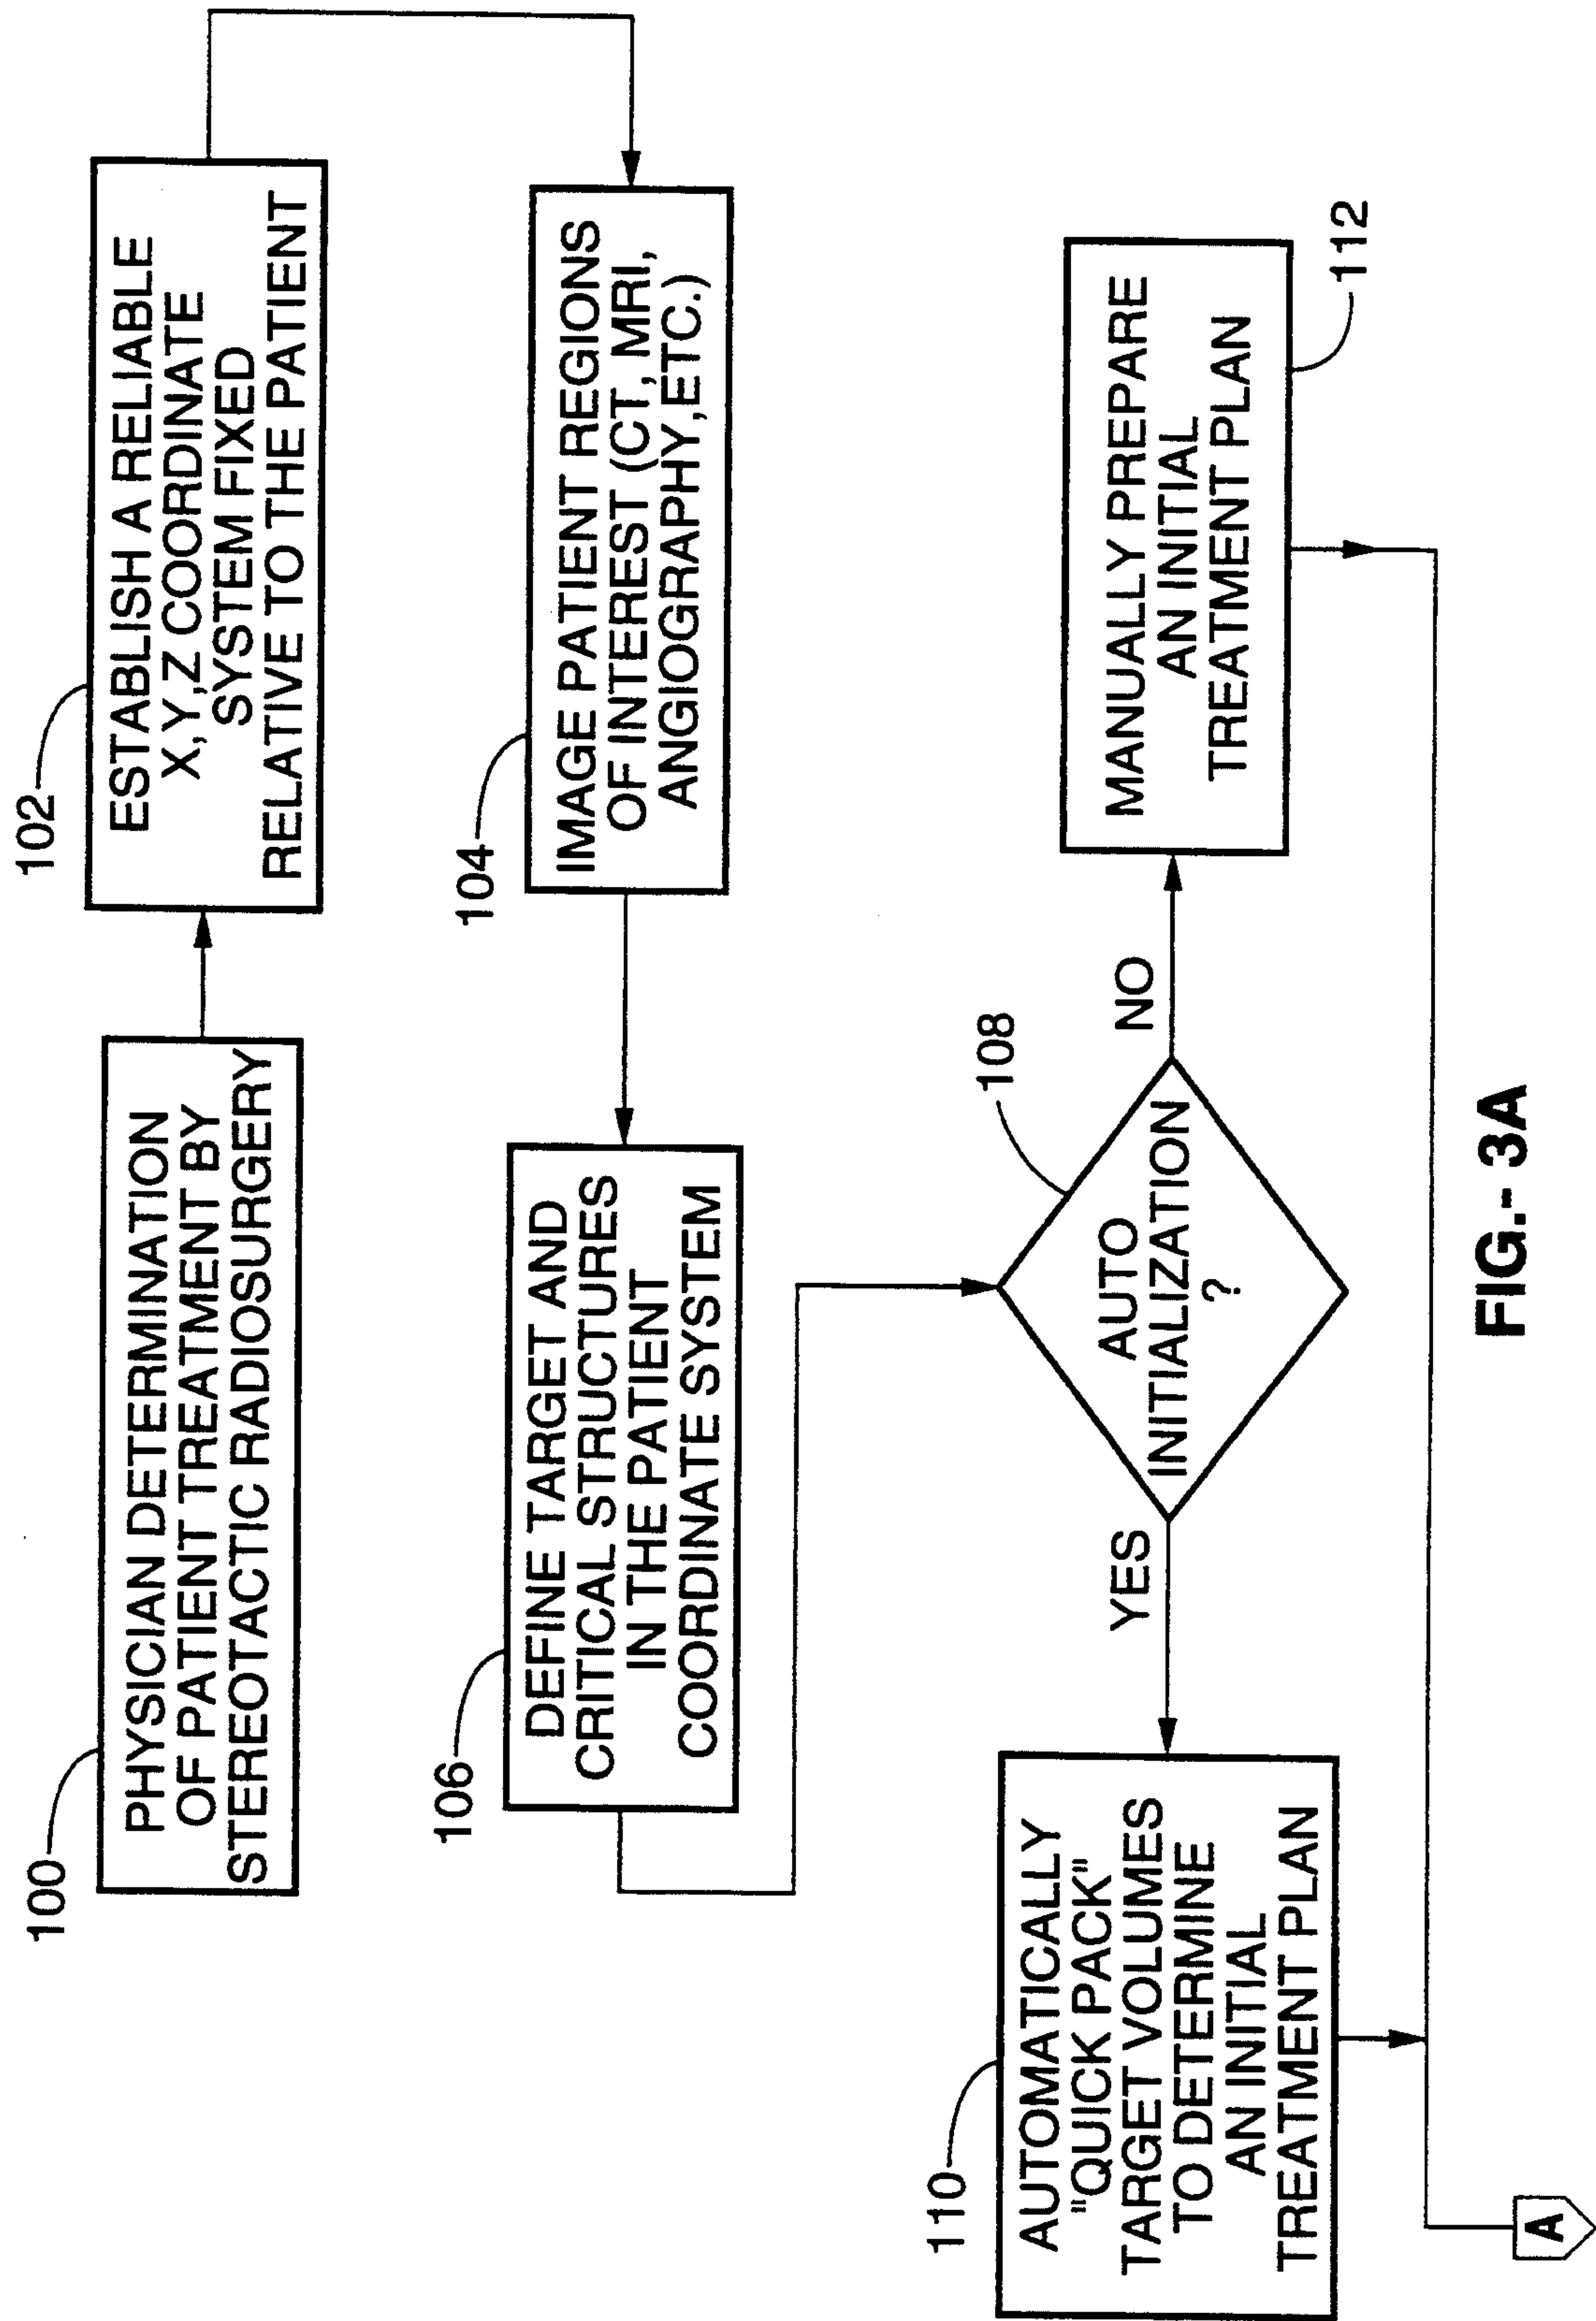 100
PHYSICIAN DETERMINATION
OF PATIENT TREATMENT BY
STEREOTACTIC RADIOSURGERY
102
ESTABLISH A RELIABLE
X,Y,Z COORDINATE
SYSTEM FIXED
RELATIVE TO THE PATIENT
104
IMAGE PATIENT REGIONS
OF INTEREST (CT, MRI,
ANGIOGRAPHY,ETC.)
106
DEFINE TARGET AND
CRITICAL STRUCTURES
IN THE PATIENT
COORDINATE SYSTEM
108
AUTO
INITIALIZATION
?
YES
NO
110
AUTOMATICALLY
"QUICK PACK"
TARGET VOLUMES
TO DETERMINE
AN INITIAL
TREATMENT PLAN
MANUALLY PREPARE
AN INITIAL
TREATMENT PLAN
112
A
FIG.- 3A